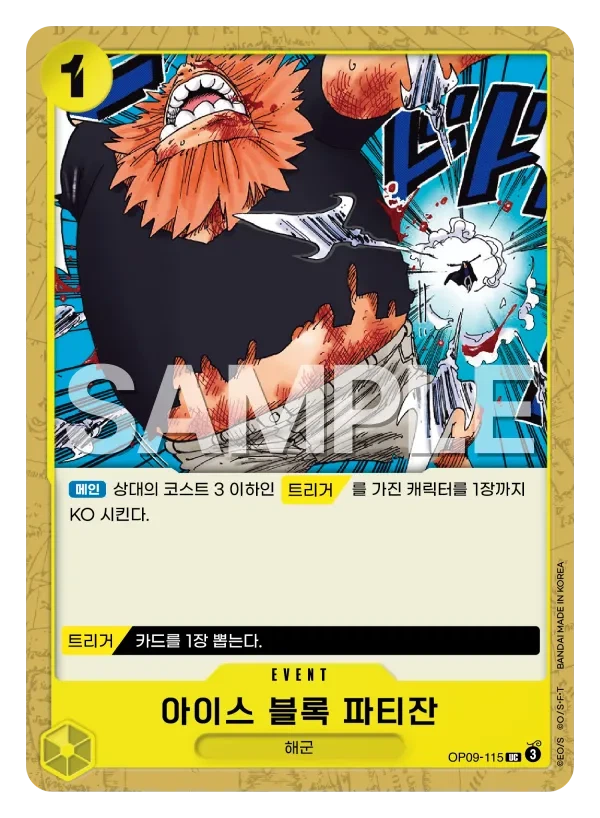 1
SAMPLE
메인 상대의 코스트 3 이하인 트리거 를 가진 캐릭터를 1장까지
KO 시킨다.
트리거 카드를 1장 뽑는다.
EVENT
아이스 블록 파티잔
해군
OP09-115 UC 3
©EO/S ©O/S·F·T BANDAI MADE IN KOREA